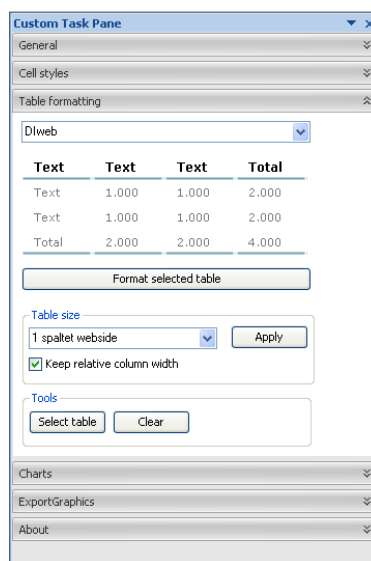 Custom Task Pane
General
Cell styles
Table formatting
DIweb
Text Text Text Total
Text 1.000 1.000 2.000
Text 1.000 1.000 2.000
Total 2.000 2.000 4.000
Format selected table
Table size
1 spaltet webside Apply
Keep relative column width
Tools
Select table Clear
Charts
ExportGraphics
About